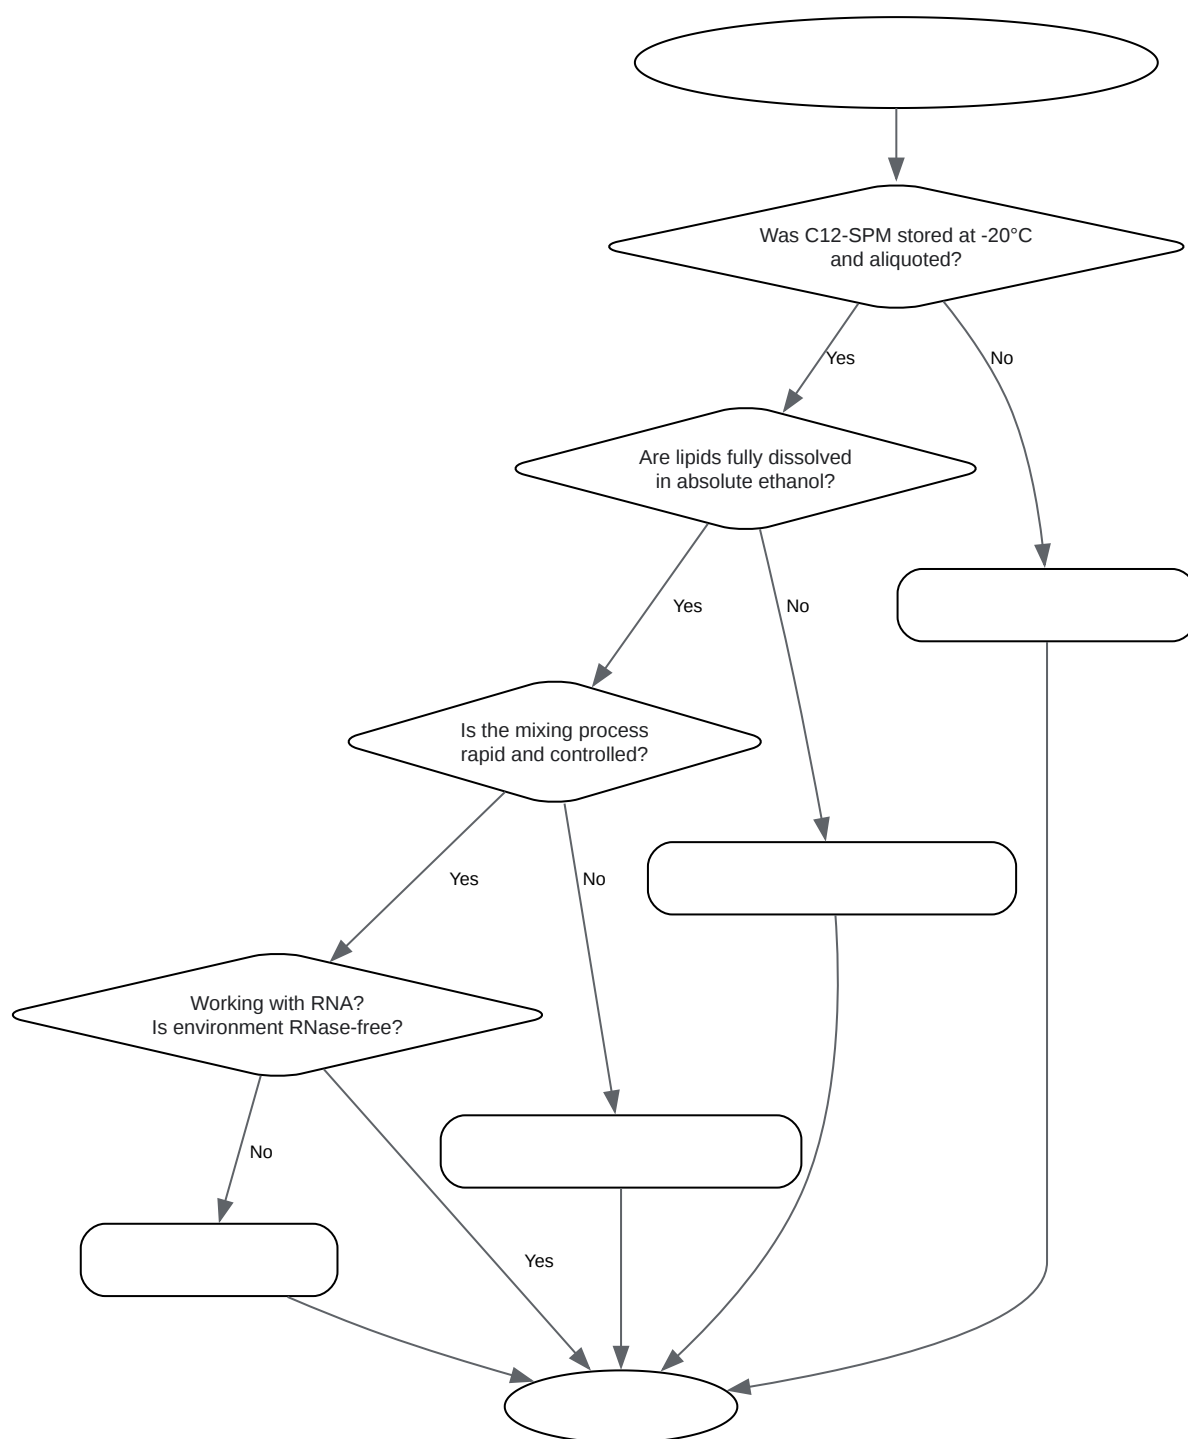 Was C12-SPM stored at -20°C
and aliquoted?
Yes
No
Are lipids fully dissolved
in absolute ethanol?
Yes
No
Is the mixing process
rapid and controlled?
Yes
No
Working with RNA?
Is environment RNase-free?
No
Yes